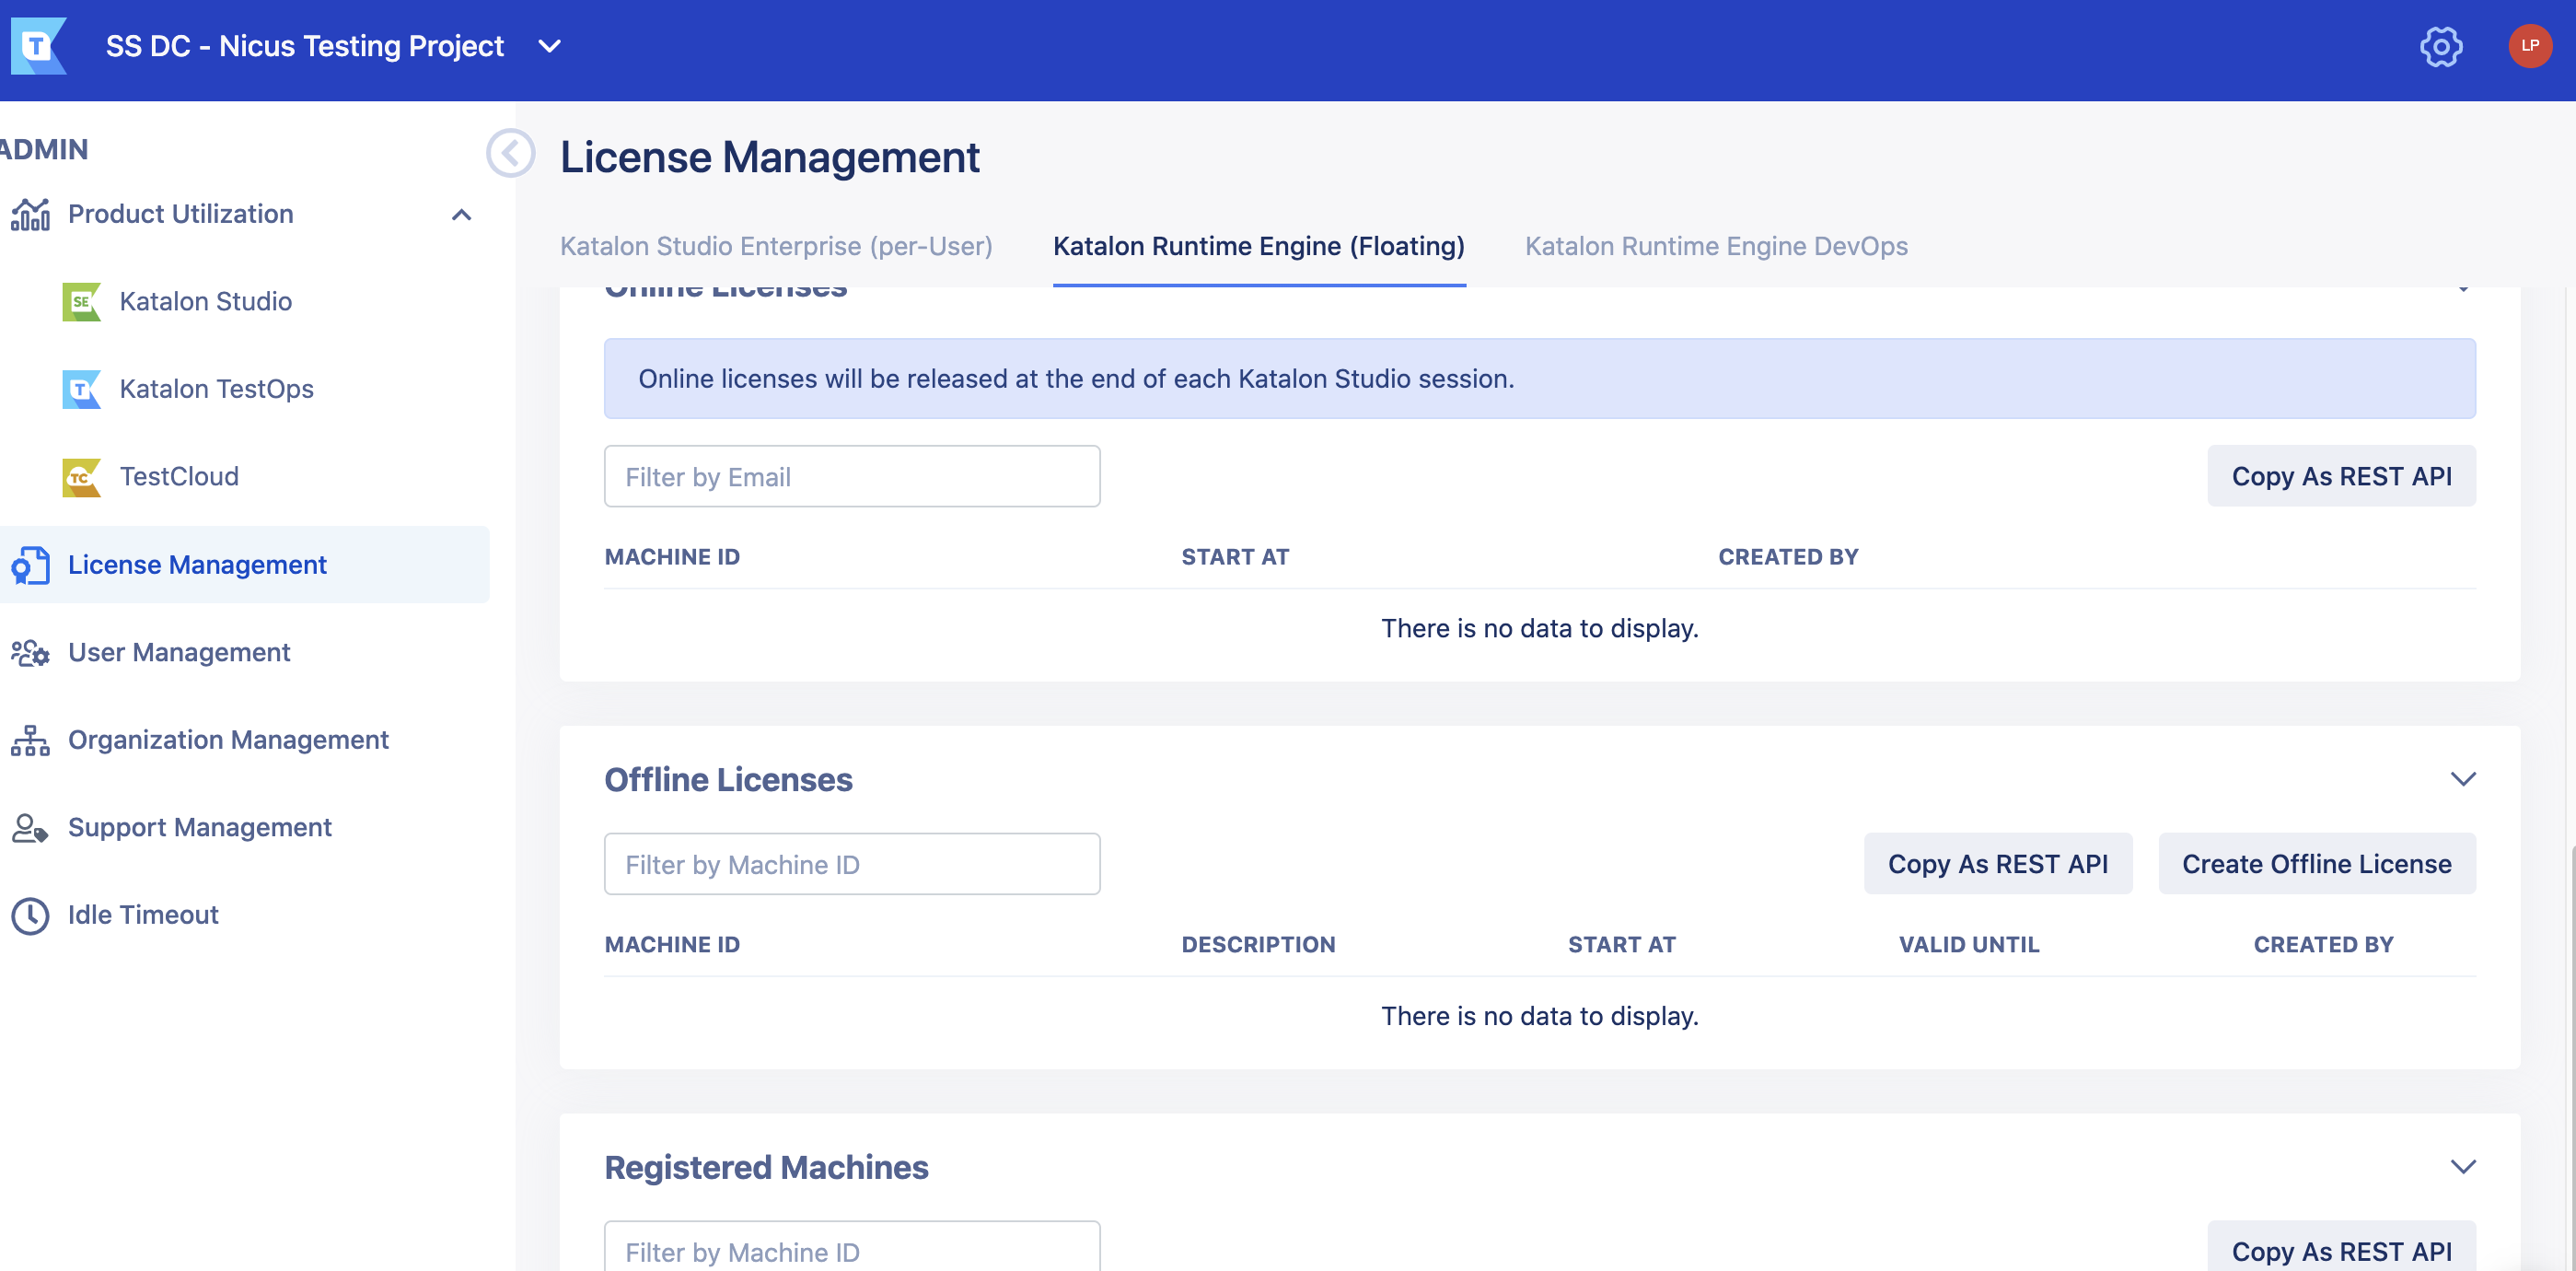 T
SS DC - Nicus Testing Project
LP
ADMIN
Product Utilization
SE
Katalon Studio
T
Katalon TestOps
TC
TestCloud
License Management
User Management
Organization Management
Support Management
Idle Timeout
License Management
Katalon Studio Enterprise (per-User)
Katalon Runtime Engine (Floating)
Katalon Runtime Engine DevOps
Online Licenses
Online licenses will be released at the end of each Katalon Studio session.
Filter by Email
Copy As REST API
MACHINE ID
START AT
CREATED BY
There is no data to display.
Offline Licenses
Filter by Machine ID
Copy As REST API
Create Offline License
MACHINE ID
DESCRIPTION
START AT
VALID UNTIL
CREATED BY
There is no data to display.
Registered Machines
Filter by Machine ID
Copy As REST API